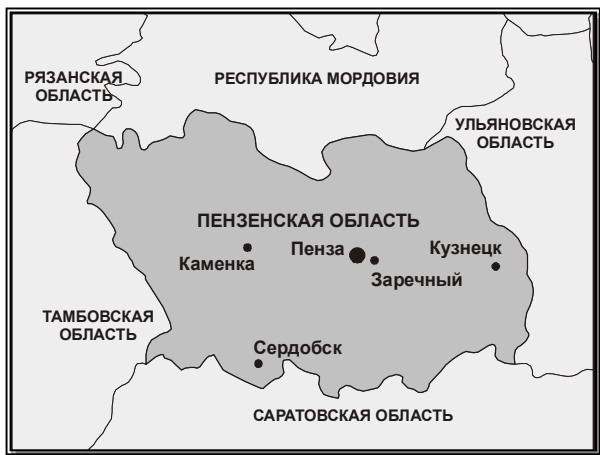 РЯЗАНСКАЯ
ОБЛАСТЬ
РЕСПУБЛИКА МОРДОВИЯ
УЛЬЯНОВСКАЯ
ОБЛАСТЬ
ПЕНЗЕНСКАЯ ОБЛАСТЬ
Каменка
Пенза
Заречный
Кузнецк
ТАМБОВСКАЯ
ОБЛАСТЬ
Сердобск
САРАТОВСКАЯ ОБЛАСТЬ